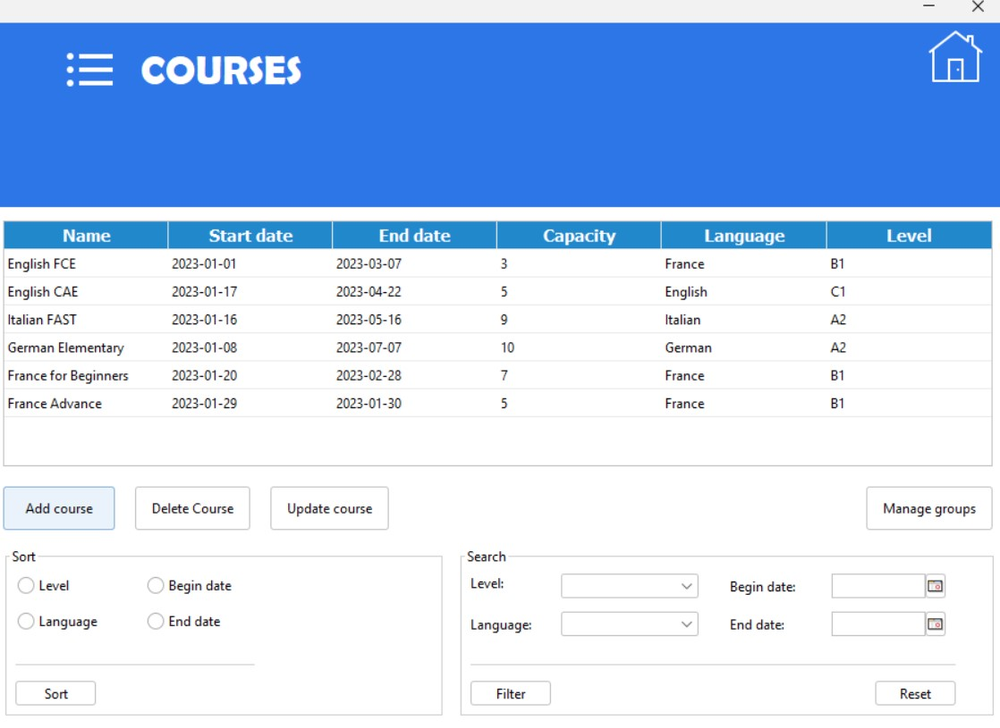 COURSES
Name Start date End date Capacity Language Level
English FCE 2023-01-01 2023-03-07 3 France B1
English CAE 2023-01-17 2023-04-22 5 English C1
Italian FAST 2023-01-16 2023-05-16 9 Italian A2
German Elementary 2023-01-08 2023-07-07 10 German A2
France for Beginners 2023-01-20 2023-02-28 7 France B1
France Advance 2023-01-29 2023-01-30 5 France B1
Add course Delete Course Update course Manage groups
Sort Search
Level Begin date Level: Begin date:
Language End date Language: End date:
Sort Filter Reset